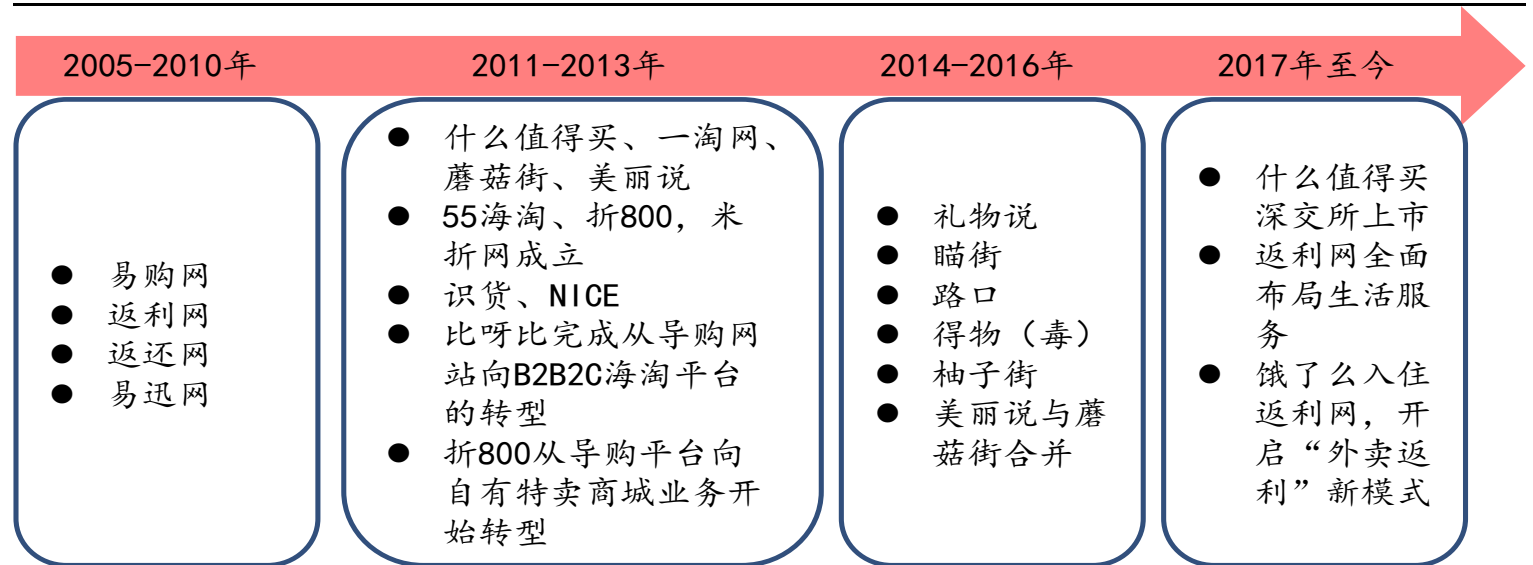 2005-2010年
2011-2013年
2014-2016年
2017年至今
● 易购网
● 返利网
● 返还网
● 易迅网
● 什么值得买、一淘网、
蘑菇街、美丽说
● 55海淘、折800，米
折网成立
● 识货、NICE
● 比呀比完成从导购网
站向B2B2C海淘平台
的转型
● 折800从导购平台向
自有特卖商城业务开
始转型
● 礼物说
● 瞄街
● 路口
● 得物（毒）
● 柚子街
● 美丽说与蘑
菇街合并
● 什么值得买
深交所上市
● 返利网全面
布局生活服
务
● 饿了么入住
返利网，开
启“外卖返
利”新模式